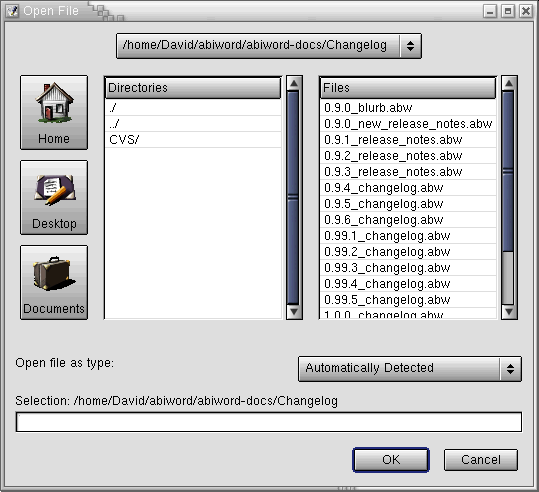 Open File
/home/David/abiword/abiword-docs/Changelog
Home
Desktop
Documents
Directories
./
../
CVS/
Files
0.9.0_blurb.abw
0.9.0_new_release_notes.abw
0.9.1_release_notes.abw
0.9.2_release_notes.abw
0.9.3_release_notes.abw
0.9.4_changelog.abw
0.9.5_changelog.abw
0.9.6_changelog.abw
0.99.1_changelog.abw
0.99.2_changelog.abw
0.99.3_changelog.abw
0.99.4_changelog.abw
0.99.5_changelog.abw
1.0.0_changelog.abw
Open file as type:
Automatically Detected
Selection: /home/David/abiword/abiword-docs/Changelog
OK
Cancel